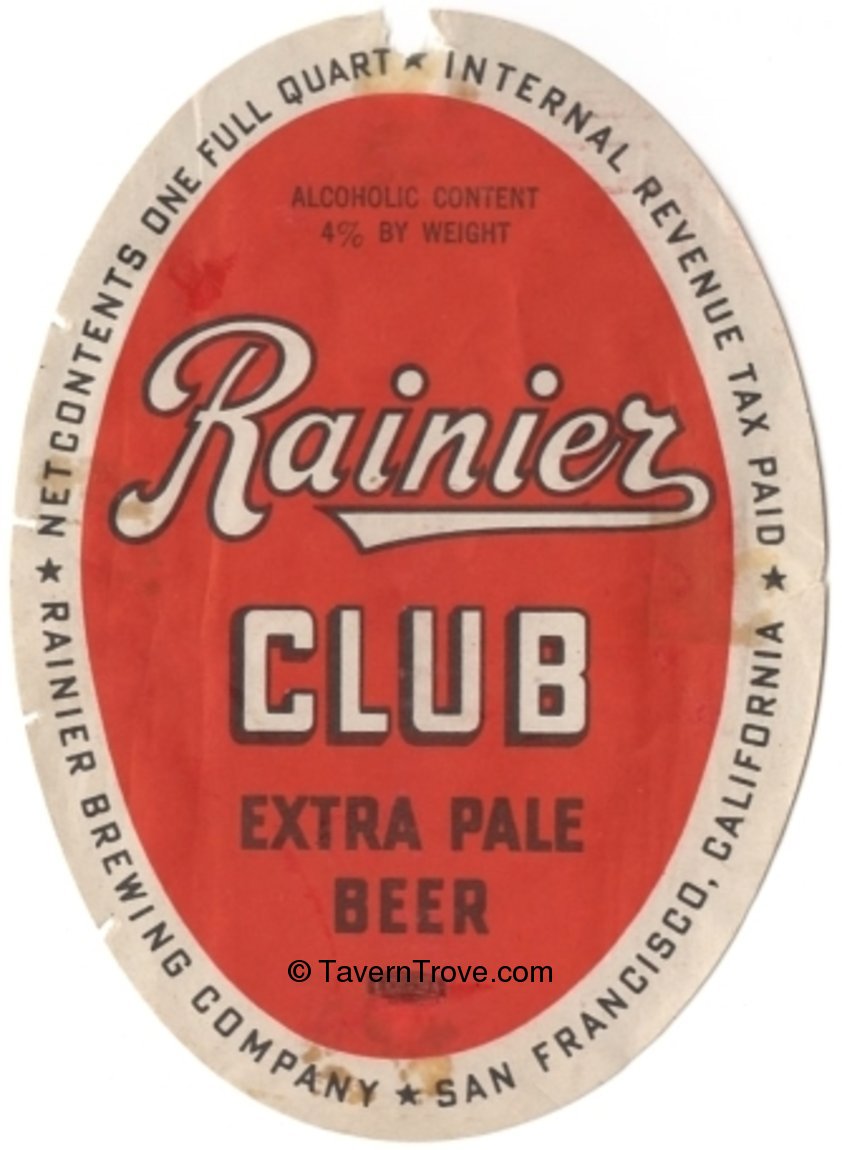 NET CONTENTS ONE FULL QUART ★ INTERNAL REVENUE TAX PAID ★
ALCOHOLIC CONTENT
4% BY WEIGHT
Rainier
CLUB
EXTRA PALE
BEER
© TavernTrove.com
★ RAINIER BREWING COMPANY ★ SAN FRANCISCO, CALIFORNIA